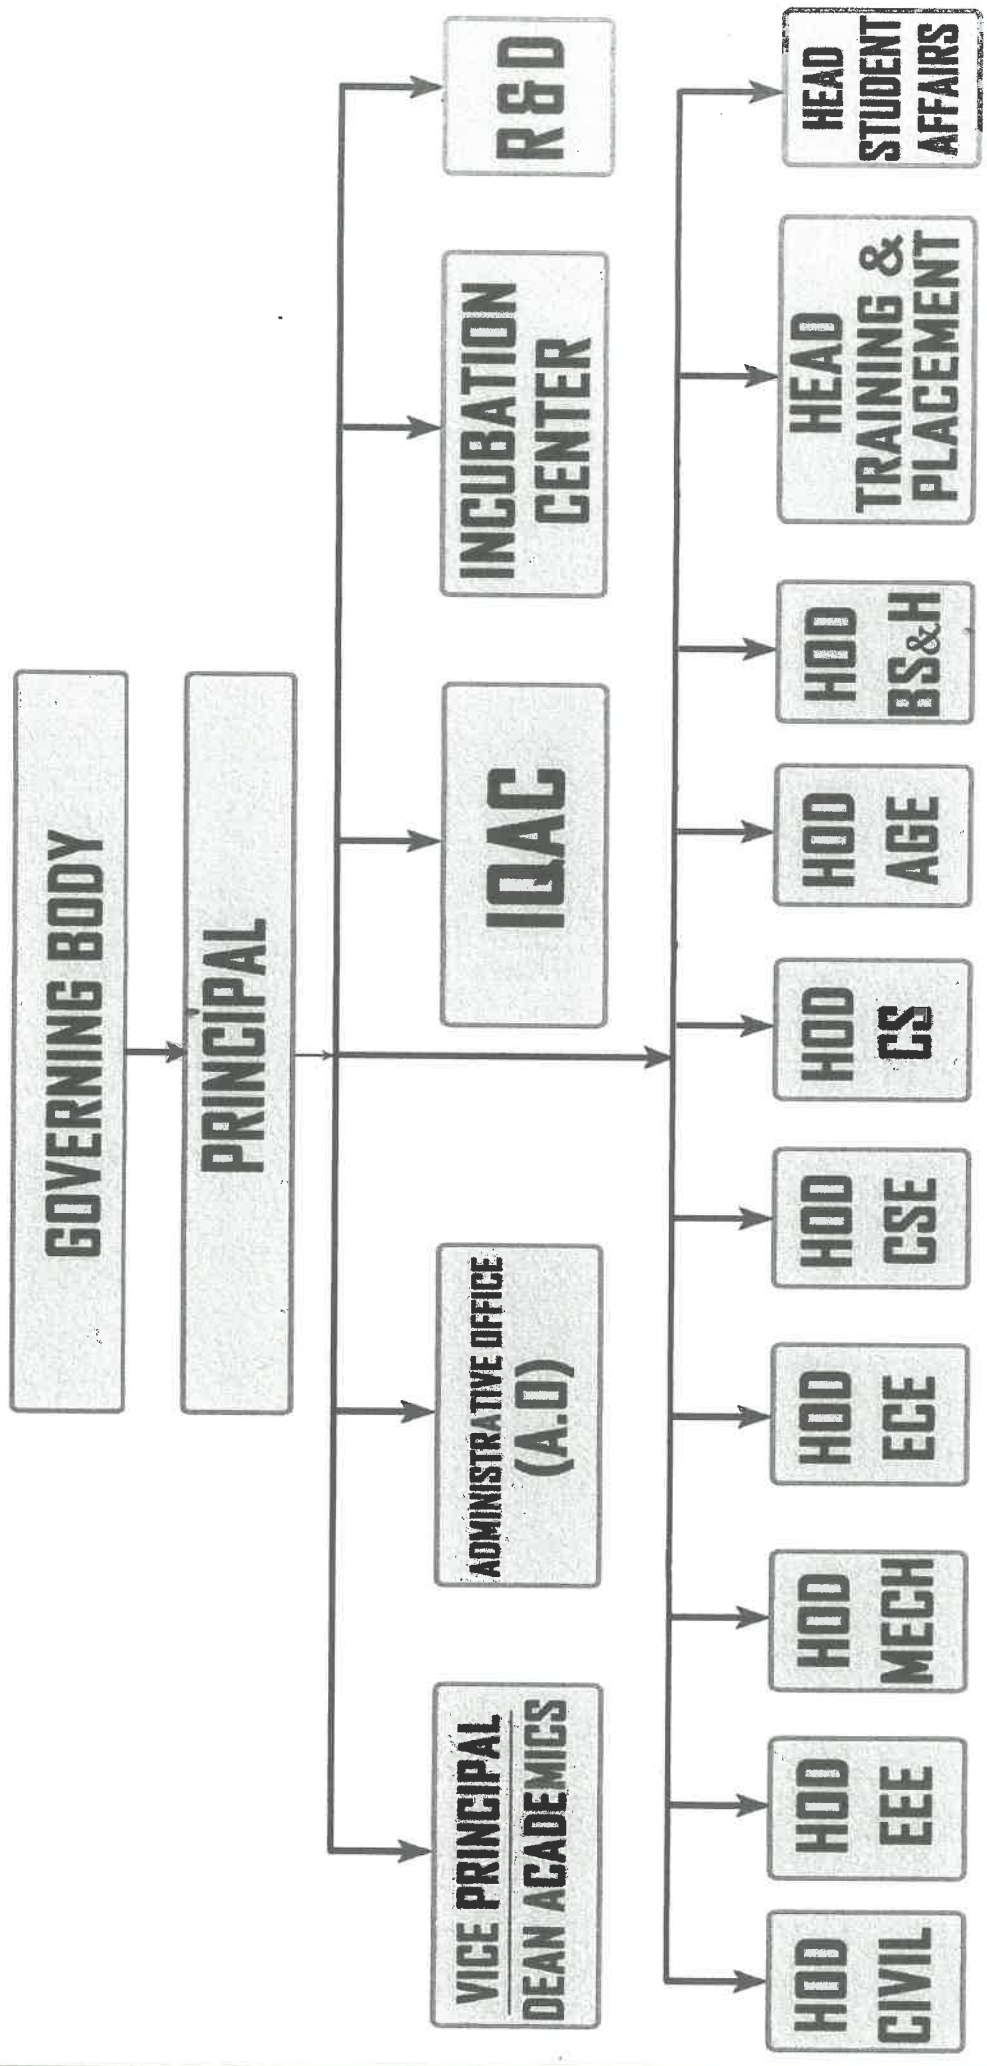 GOVERNING BODY
PRINCIPAL
VICE PRINCIPAL
DEAN ACADEMICS
ADMINISTRATIVE OFFICE
(A.O)
IQAC
INCUBATION
CENTER
R & D
HOD
CIVIL
HOD
EEE
HOD
MECH
HOD
ECE
HOD
CSE
HOD
CS
HOD
AGE
HOD
BS&H
HEAD
TRAINING &
PLACEMENT
HEAD
STUDENT
AFFAIRS